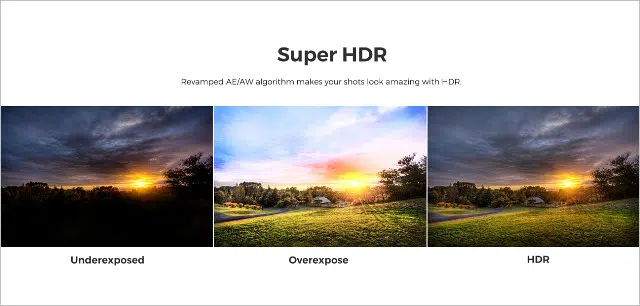 Super HDR
Revamped AE/AW algorithm makes your shots look amazing with HDR.
Underexposed
Overexpose
HDR